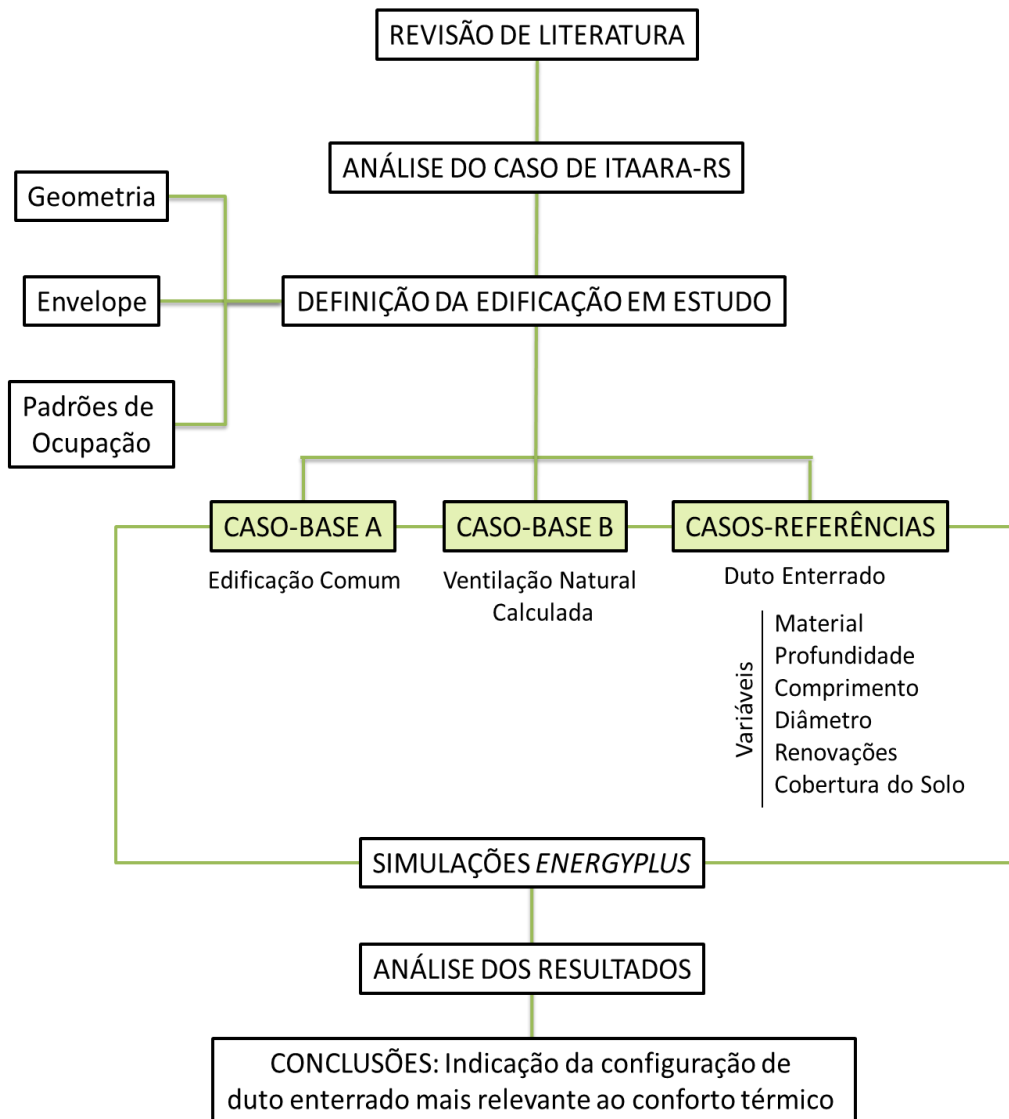 REVISÃO DE LITERATURA
ANÁLISE DO CASO DE ITAARA-RS
Geometria
Envelope
DEFINIÇÃO DA EDIFICAÇÃO EM ESTUDO
Padrões de
Ocupação
CASO-BASE A
CASO-BASE B
CASOS-REFERÊNCIAS
Edificação Comum
Ventilação Natural
Calculada
Duto Enterrado
Variáveis
Material
Profundidade
Comprimento
Diâmetro
Renovações
Cobertura do Solo
SIMULAÇÕES ENERGYPLUS
ANÁLISE DOS RESULTADOS
CONCLUSÕES: Indicação da configuração de
duto enterrado mais relevante ao conforto térmico